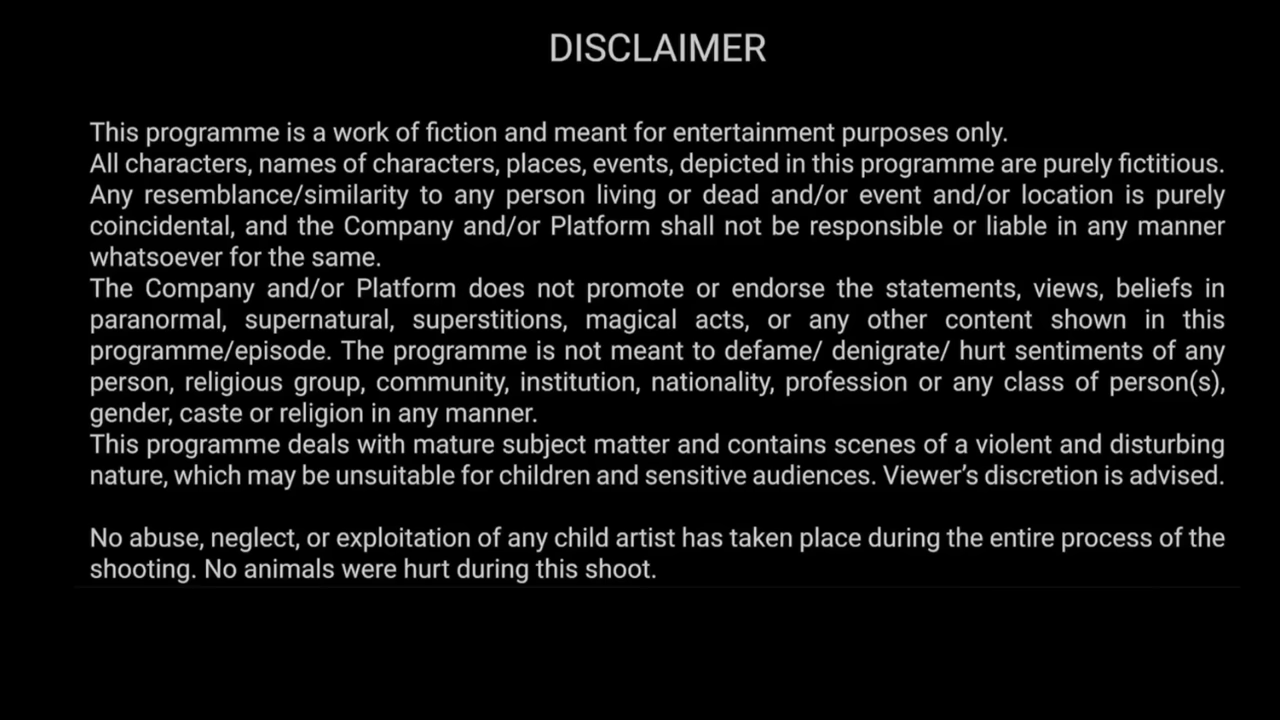 DISCLAIMER
This programme is a work of fiction and meant for entertainment purposes only.
All characters, names of characters, places, events, depicted in this programme are purely fictitious.
Any resemblance/similarity to any person living or dead and/or event and/or location is purely
coincidental, and the Company and/or Platform shall not be responsible or liable in any manner
whatsoever for the same.
The Company and/or Platform does not promote or endorse the statements, views, beliefs in
paranormal, supernatural, superstitions, magical acts, or any other content shown in this
programme/episode. The programme is not meant to defame/ denigrate/ hurt sentiments of any
person, religious group, community, institution, nationality, profession or any class of person(s),
gender, caste or religion in any manner.
This programme deals with mature subject matter and contains scenes of a violent and disturbing
nature, which may be unsuitable for children and sensitive audiences. Viewer’s discretion is advised.
No abuse, neglect, or exploitation of any child artist has taken place during the entire process of the
shooting. No animals were hurt during this shoot.